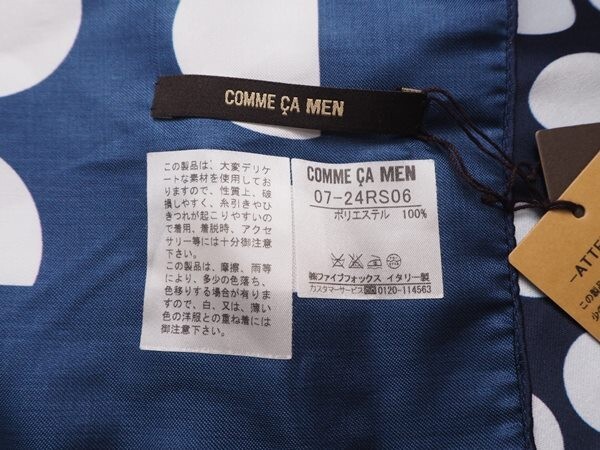 COMME ÇA MEN
この製品は、大変デリケ
ートな素材を使用してお
りますので、性質上、破
損しやすく、糸引きやひ
きつれが起こりやすいの
で着用、着脱時、アクセ
サリー等には十分御注意
下さい。
この製品は、摩擦、雨等
により、多少の色落ち、
色移りする場合が有りま
すので、白、又は、薄い
色の洋服との重ね着には
御注意下さい。
COMME ÇA MEN
07-24RS06
ポリエステル 100%
㈱ファイブフォックス イタリー製
カスタマーサービス 0120-114563
-ATTE
この製品
少の